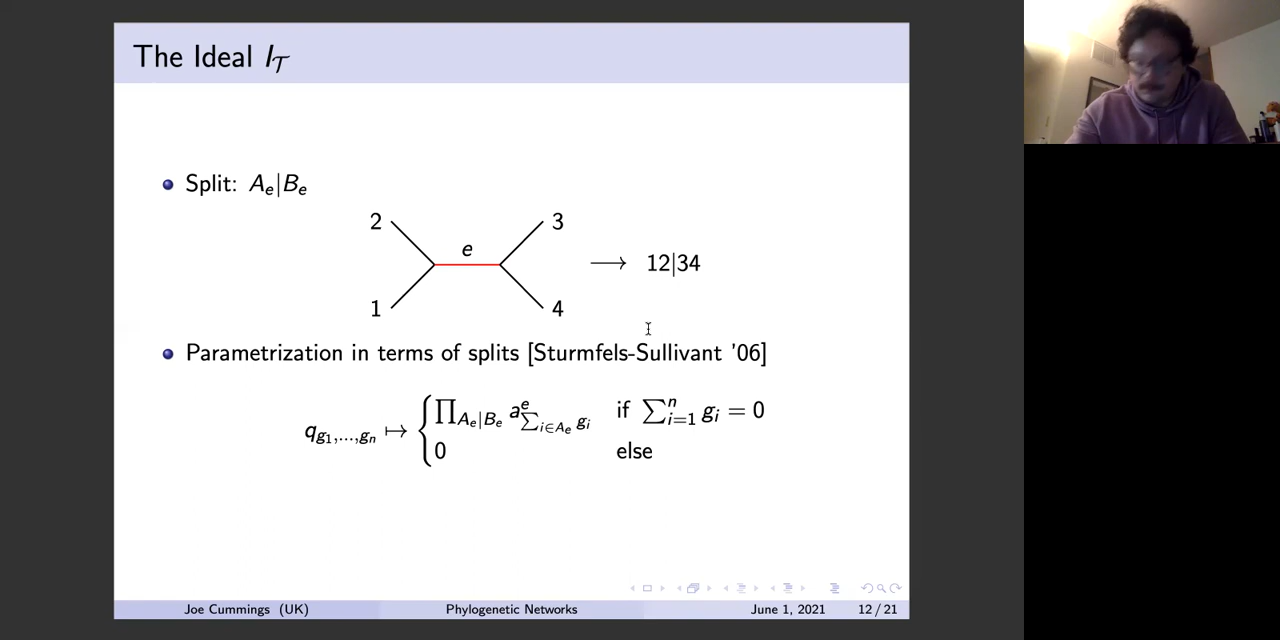 The Ideal I_𝒯
Split: A_e|B_e
2 3
e
⟶ 12|34
1 4
Parametrization in terms of splits [Sturmfels-Sullivant '06]
q_{g_1,...,g_n} ↦ { ∏_{A_e|B_e} a^e_{∑_{i∈A_e} g_i} if ∑_{i=1}^n g_i = 0
0 else
Joe Cummings (UK) Phylogenetic Networks June 1, 2021 12 / 21